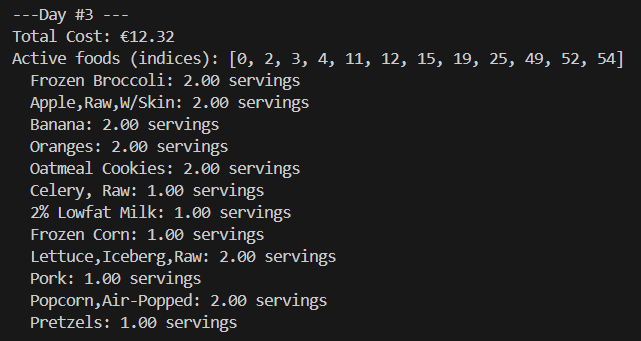 ---Day #3 ---
Total Cost: €12.32
Active foods (indices): [0, 2, 3, 4, 11, 12, 15, 19, 25, 49, 52, 54]
Frozen Broccoli: 2.00 servings
Apple,Raw,W/Skin: 2.00 servings
Banana: 2.00 servings
Oranges: 2.00 servings
Oatmeal Cookies: 2.00 servings
Celery, Raw: 1.00 servings
2% Lowfat Milk: 1.00 servings
Frozen Corn: 1.00 servings
Lettuce,Iceberg,Raw: 2.00 servings
Pork: 1.00 servings
Popcorn,Air-Popped: 2.00 servings
Pretzels: 1.00 servings